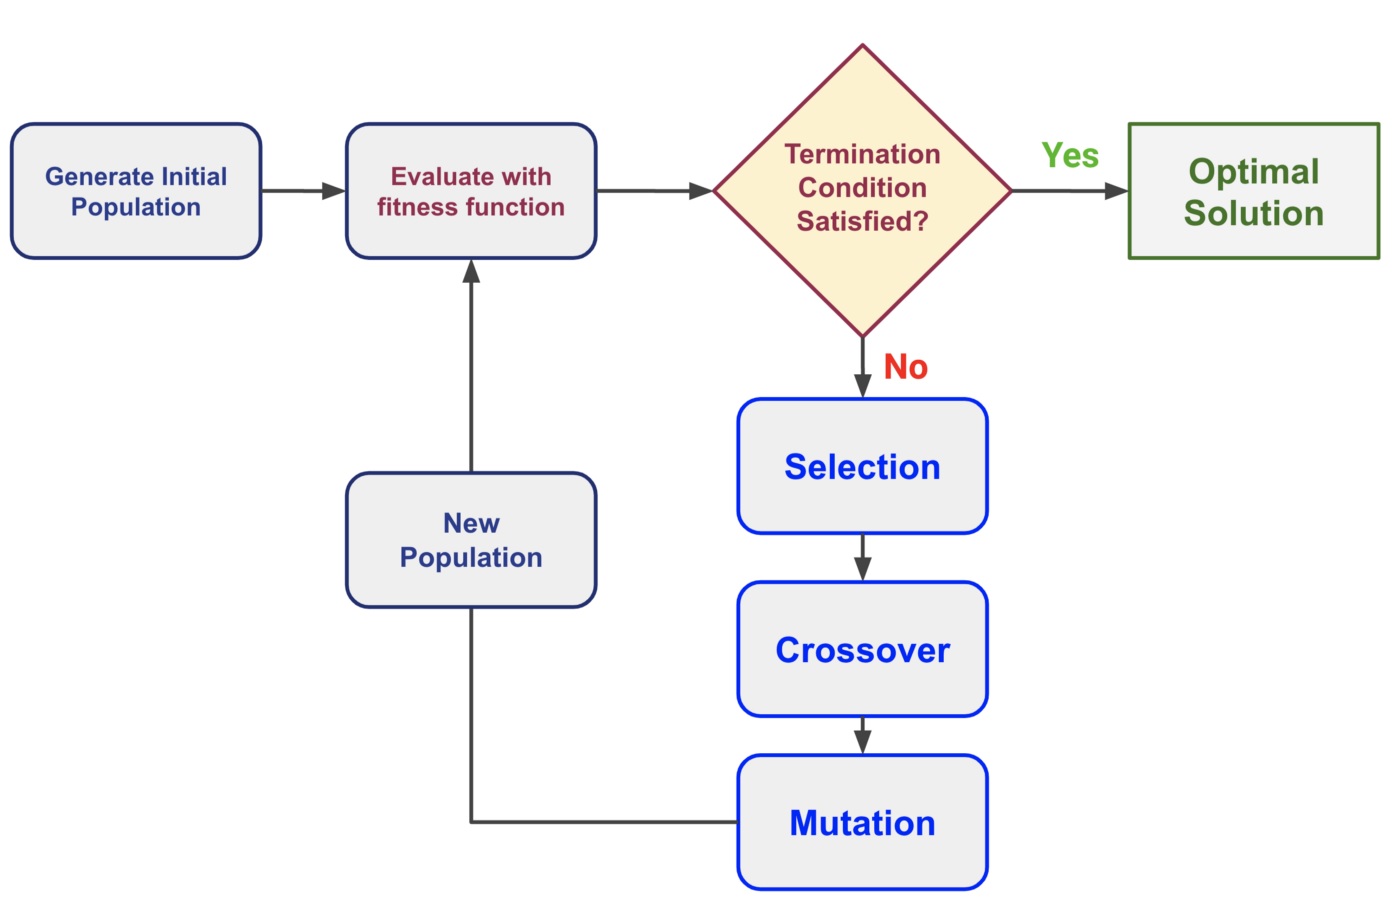 Generate Initial
Population
Evaluate with
fitness function
Termination
Condition
Satisfied?
Yes
Optimal
Solution
No
Selection
Crossover
Mutation
New
Population